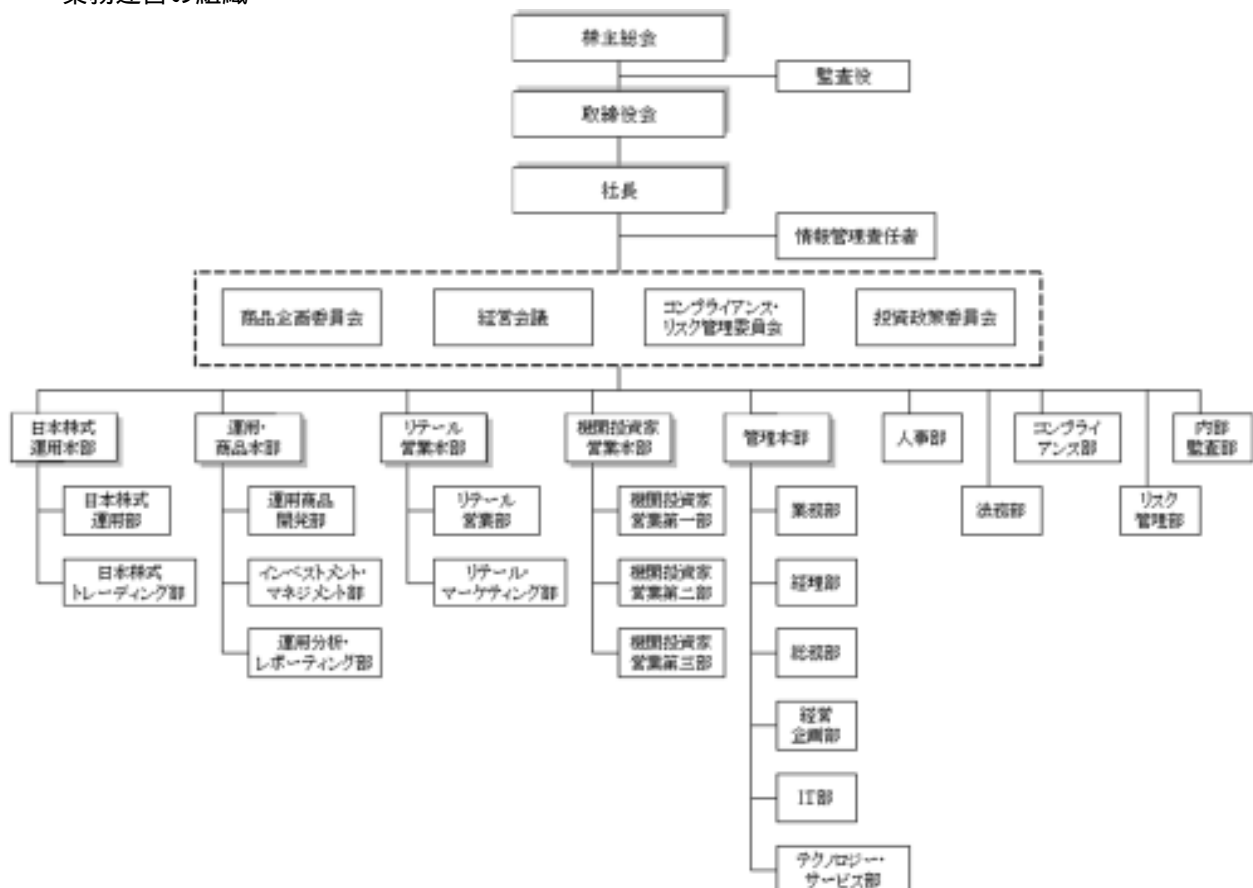 業務運営の組織
株主総会
監査役
取締役会
社長
情報管理責任者
商品企画委員会
経営会議
コンプライアンス・
リスク管理委員会
投資政策委員会
日本株式
運用本部
運用・
商品本部
リテール
営業本部
機関投資家
営業本部
管理本部
人事部
コンプライ
アンス部
内部
監査部
日本株式
運用部
運用商品
開発部
リテール
営業部
機関投資家
営業第一部
業務部
法務部
リスク
管理部
日本株式
トレーディング部
インベストメント・
マネジメント部
リテール・
マーケティング部
機関投資家
営業第二部
経理部
運用分析・
レポーティング部
機関投資家
営業第三部
総務部
経営
企画部
IT部
テクノロジー・
サービス部